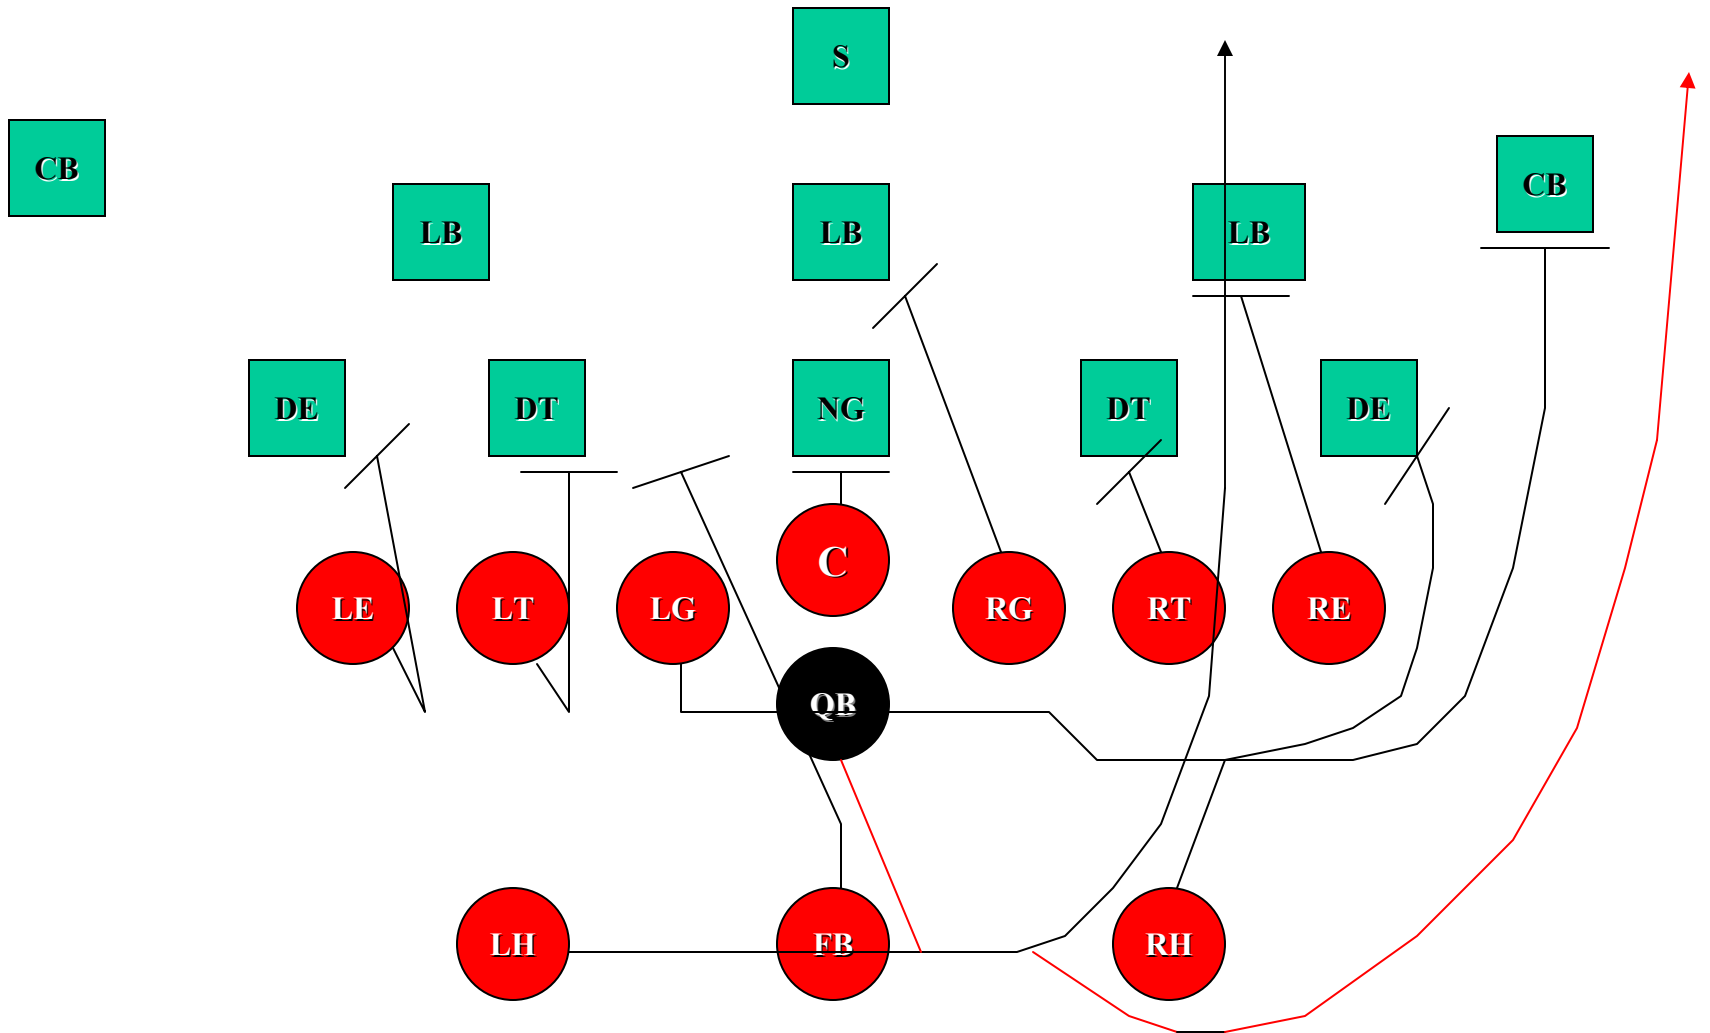 S
CB
CB
LB
LB
LB
DE
DT
NG
DT
DE
C
LE
LT
LG
RG
RT
RE
QB
LH
FB
RH